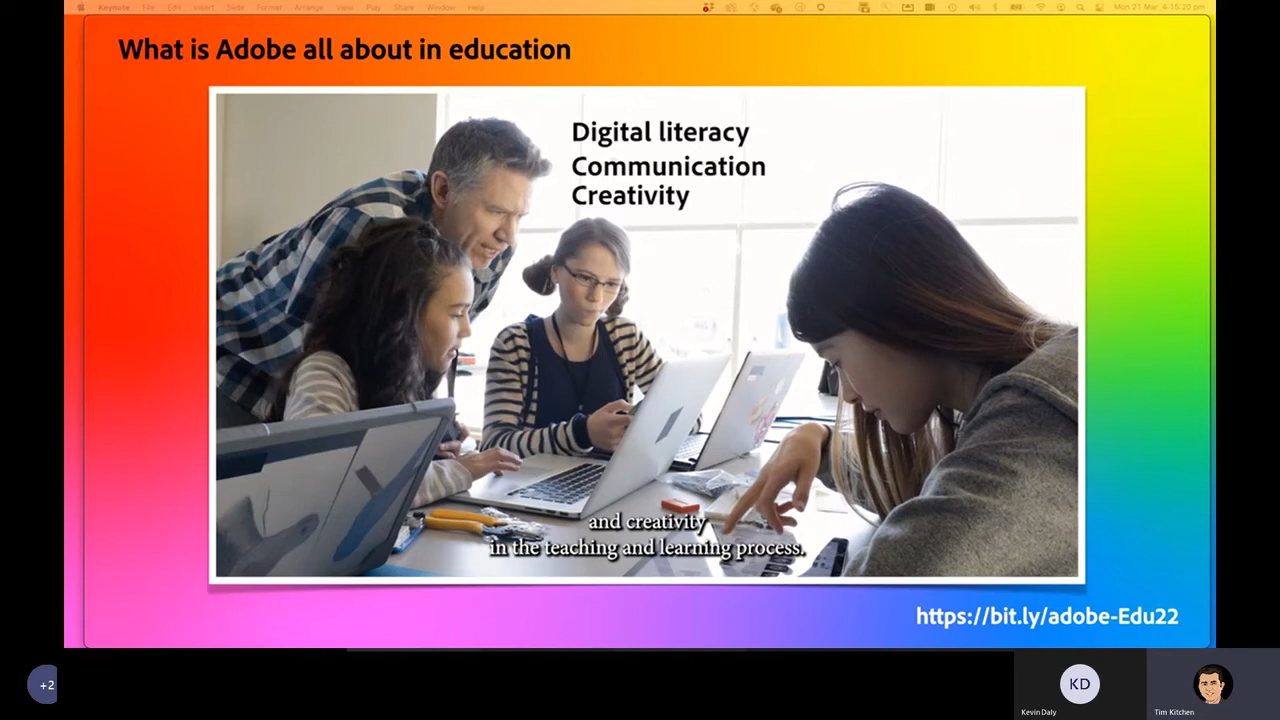 Keynote File Edit Insert Slide Format Arrange View Play Share Window Help
Mon 21 Mar 4:15:20 pm
What is Adobe all about in education
Digital literacy
Communication
Creativity
and creativity
in the teaching and learning process.
https://bit.ly/adobe-Edu22
+2
KD
Kevin Daly
Tim Kitchen